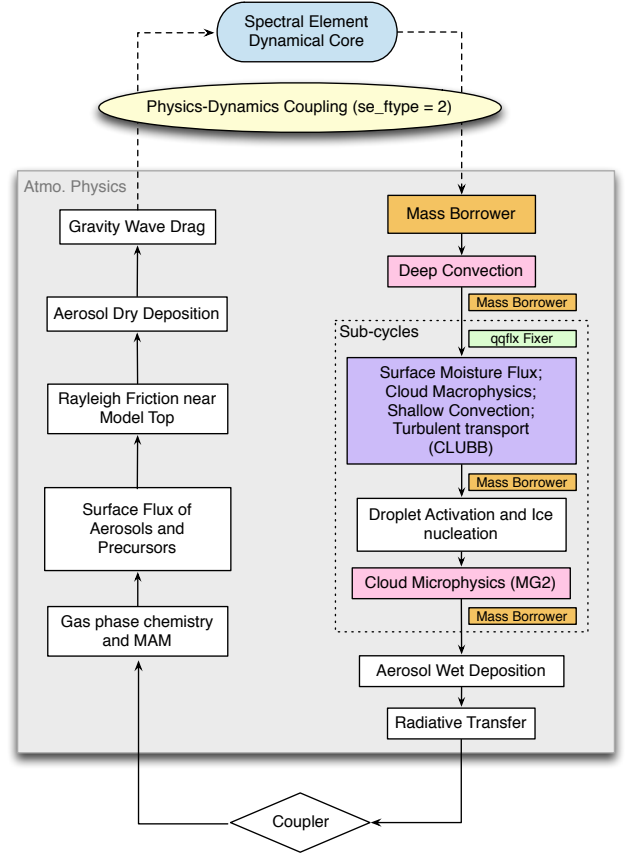 Spectral Element
Dynamical Core
Physics-Dynamics Coupling (se_ftype = 2)
Atmo. Physics
Mass Borrower
Deep Convection
Mass Borrower
Sub-cycles
qqflx Fixer
Surface Moisture Flux;
Cloud Macrophysics;
Shallow Convection;
Turbulent transport
(CLUBB)
Mass Borrower
Droplet Activation and Ice
nucleation
Cloud Microphysics (MG2)
Mass Borrower
Aerosol Wet Deposition
Radiative Transfer
Coupler
Gas phase chemistry
and MAM
Surface Flux of
Aerosols and
Precursors
Rayleigh Friction near
Model Top
Aerosol Dry Deposition
Gravity Wave Drag